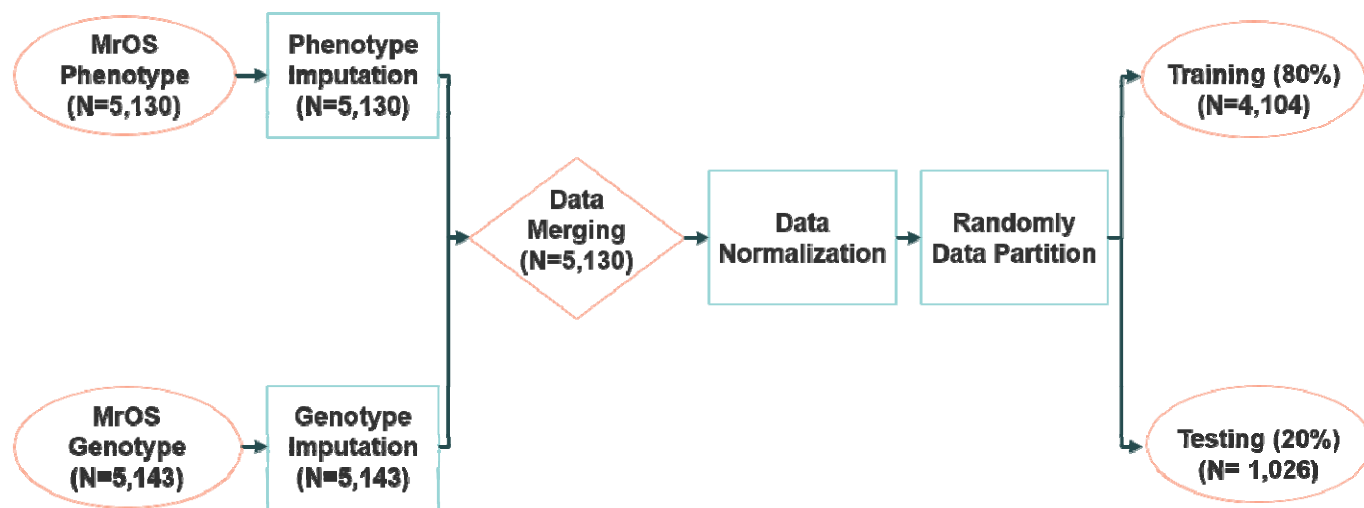 MrOS
Phenotype
(N=5,130)
Phenotype
Imputation
(N=5,130)
MrOS
Genotype
(N=5,143)
Genotype
Imputation
(N=5,143)
Data
Merging
(N=5,130)
Data
Normalization
Randomly
Data Partition
Training (80%)
(N=4,104)
Testing (20%)
(N= 1,026)